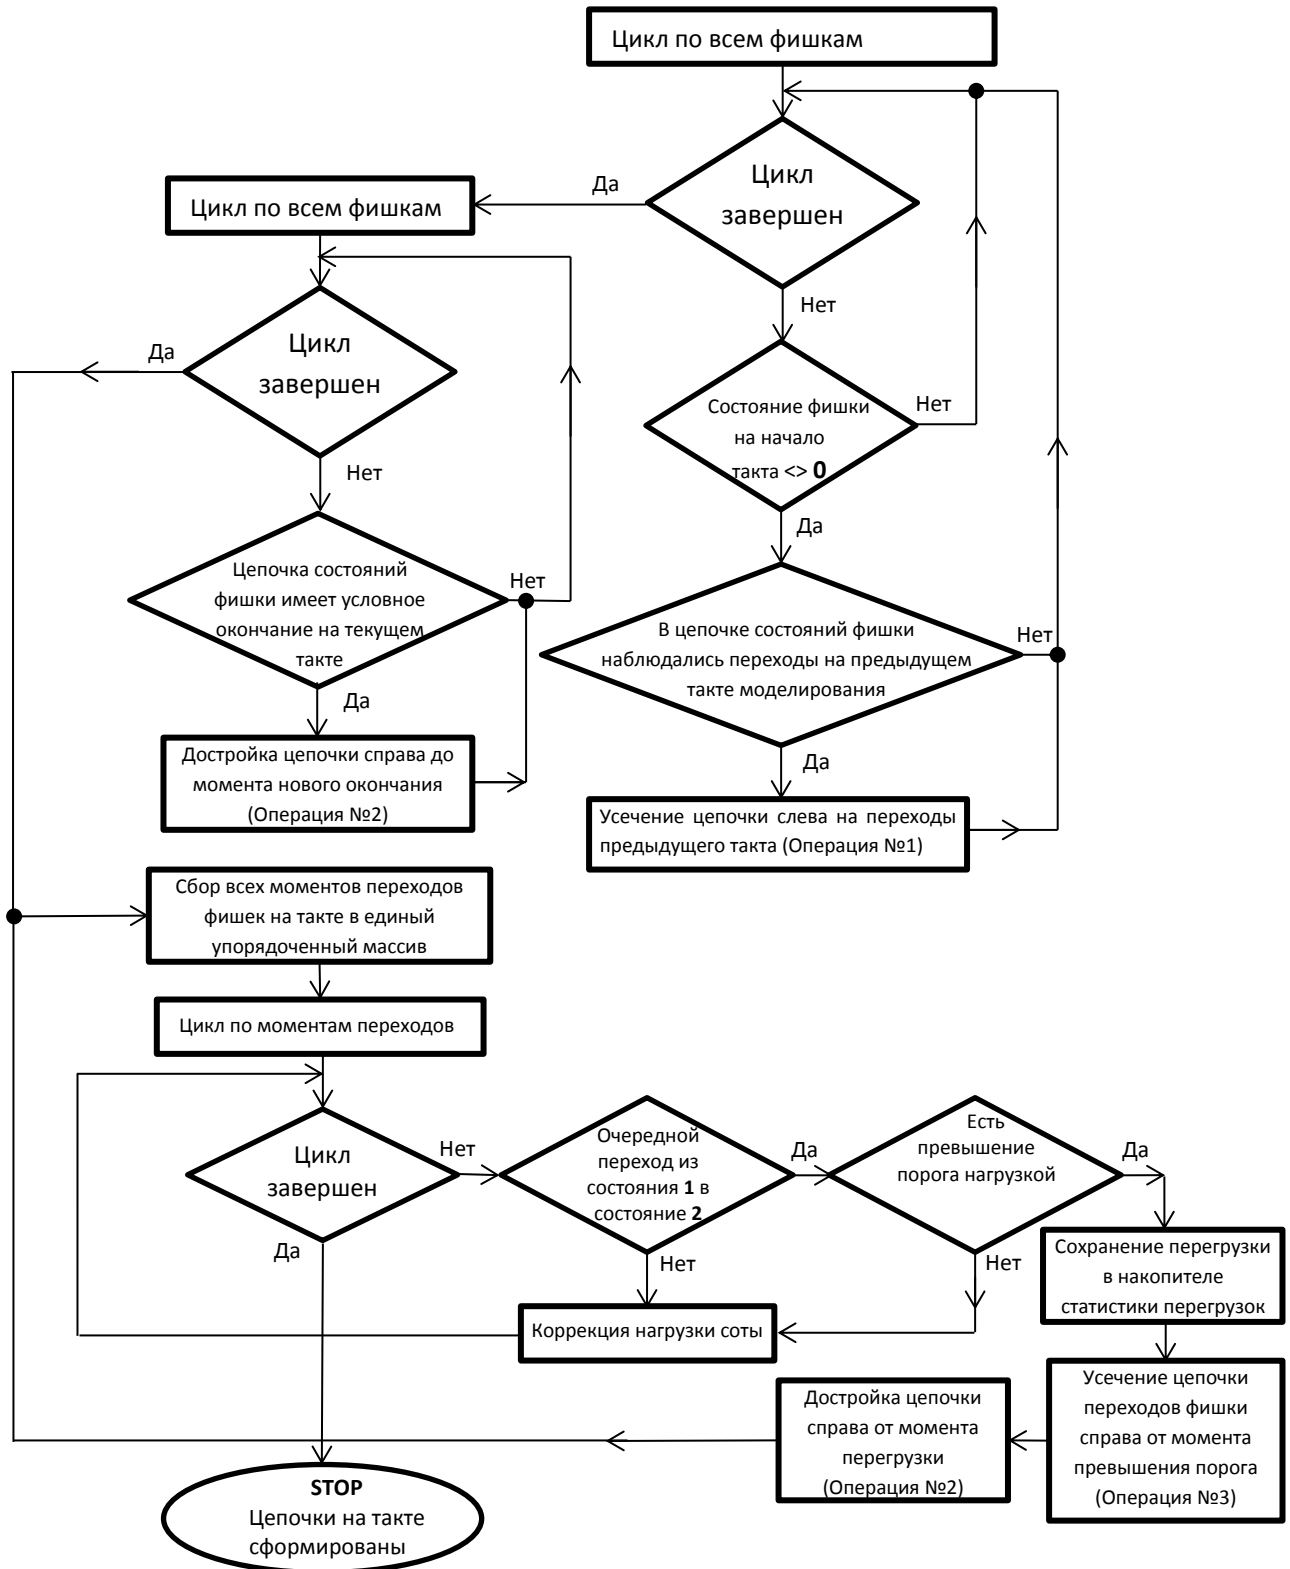 Цикл по всем фишкам
Цикл
завершен
Да
Нет
Состояние фишки
на начало
такта <> 0
Нет
Да
В цепочке состояний фишки
наблюдались переходы на предыдущем
такте моделирования
Нет
Да
Усечение цепочки слева на переходы
предыдущего такта (Операция №1)
Цикл по всем фишкам
Цикл
завершен
Да
Нет
Цепочка состояний
фишки имеет условное
окончание на текущем
такте
Нет
Да
Достройка цепочки справа до
момента нового окончания
(Операция №2)
Сбор всех моментов переходов
фишек на такте в единый
упорядоченный массив
Цикл по моментам переходов
Цикл
завершен
Нет
Да
Очередной
переход из
состояния 1 в
состояние 2
Да
Нет
Есть
превышение
порога нагрузкой
Да
Нет
Коррекция нагрузки соты
Сохранение перегрузки
в накопителе
статистики перегрузок
Усечение цепочки
переходов фишки
справа от момента
превышения порога
(Операция №3)
Достройка цепочки
справа от момента
перегрузки
(Операция №2)
STOP
Цепочки на такте
сформированы